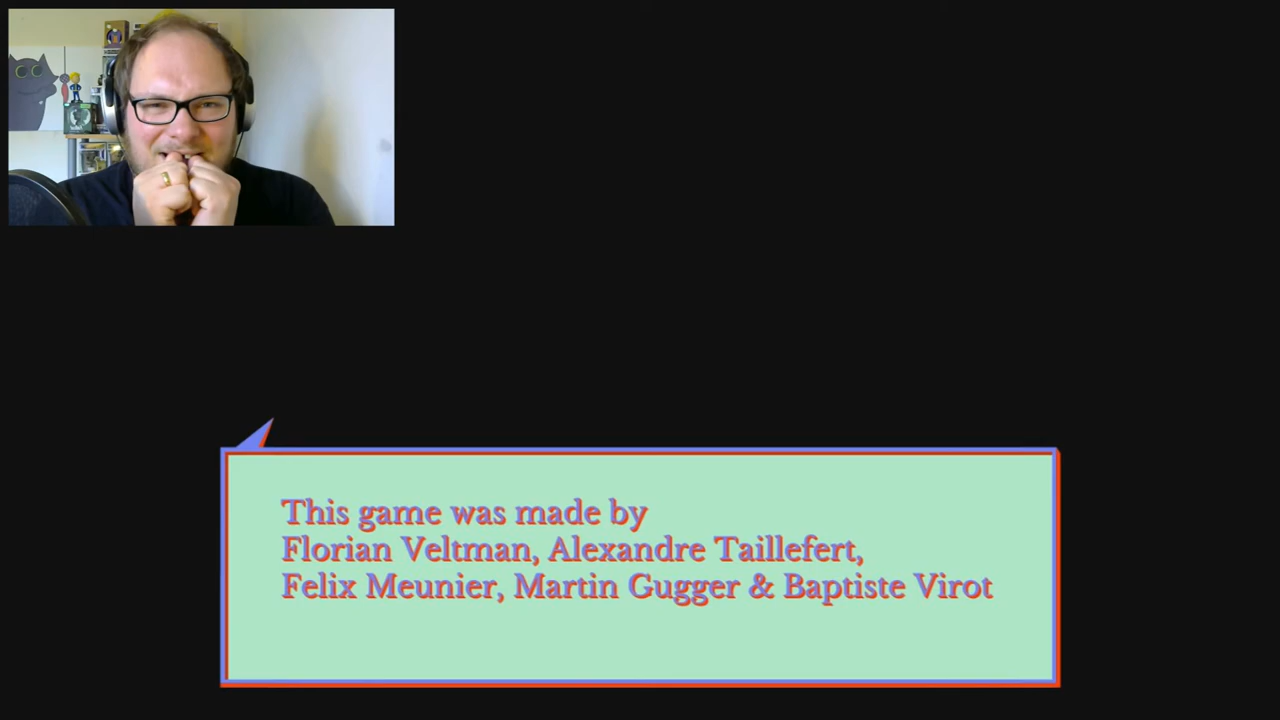 This game was made by
Florian Veltman, Alexandre Taillefert,
Felix Meunier, Martin Gugger & Baptiste Virot